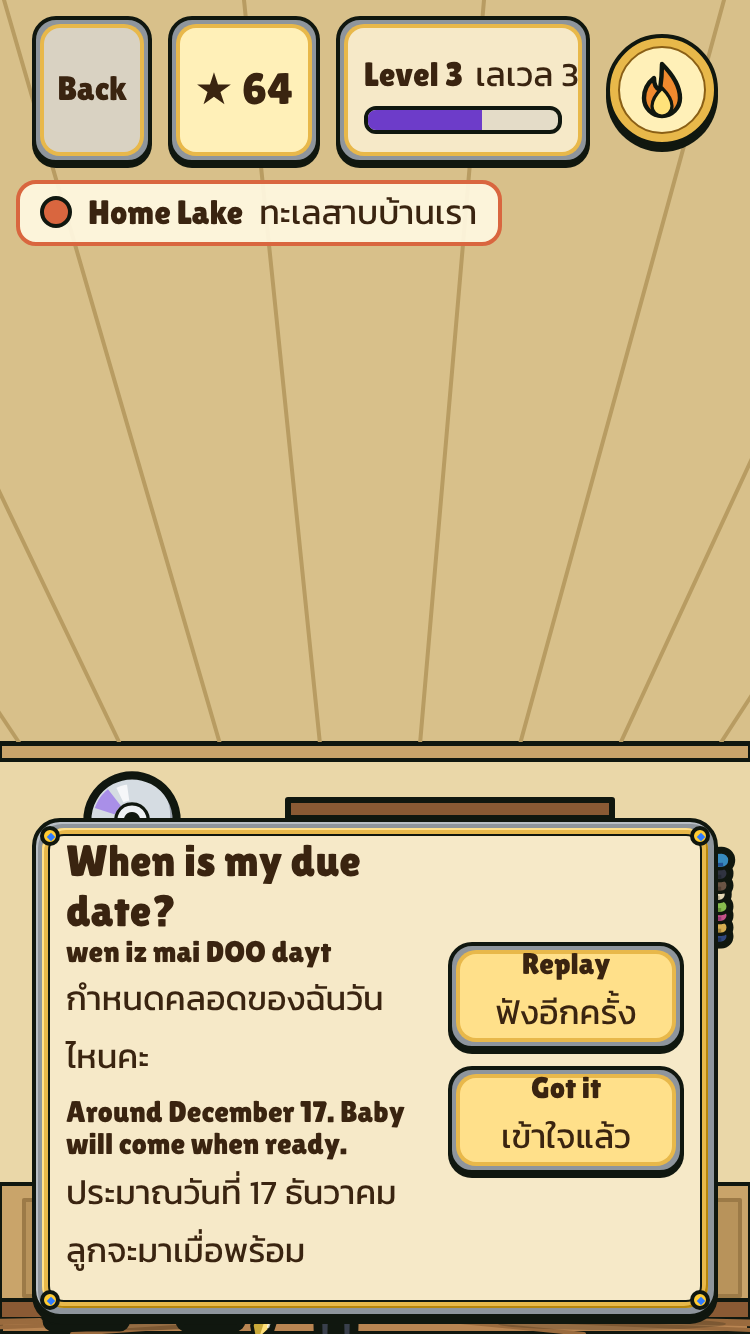 Back
★ 64
Level 3 เลเวล 3
Home Lake ทะเลสาบบ้านเรา
When is my due
date?
wen iz mai DOO dayt
กำหนดคลอดของฉันวัน
ไหนคะ
Around December 17. Baby
will come when ready.
ประมาณวันที่ 17 ธันวาคม
ลูกจะมาเมื่อพร้อม
Replay
ฟังอีกครั้ง
Got it
เข้าใจแล้ว